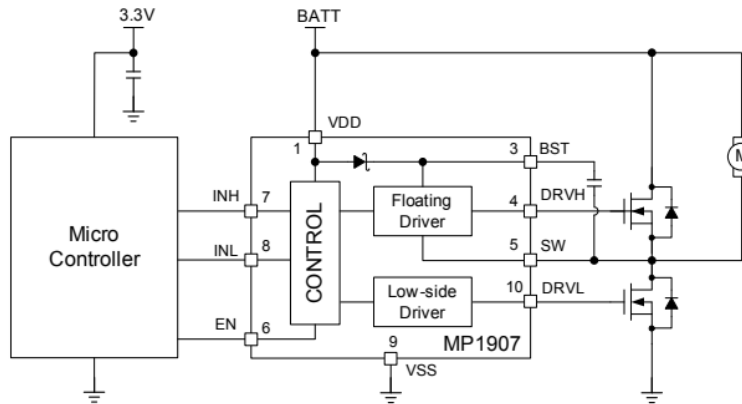 3.3V
BATT
VDD
1
3
BST
INH
7
Floating
Driver
4
DRVH
Micro
Controller
CONTROL
INL
8
5
SW
Low-side
Driver
10
DRVL
EN
6
9
VSS
MP1907
M